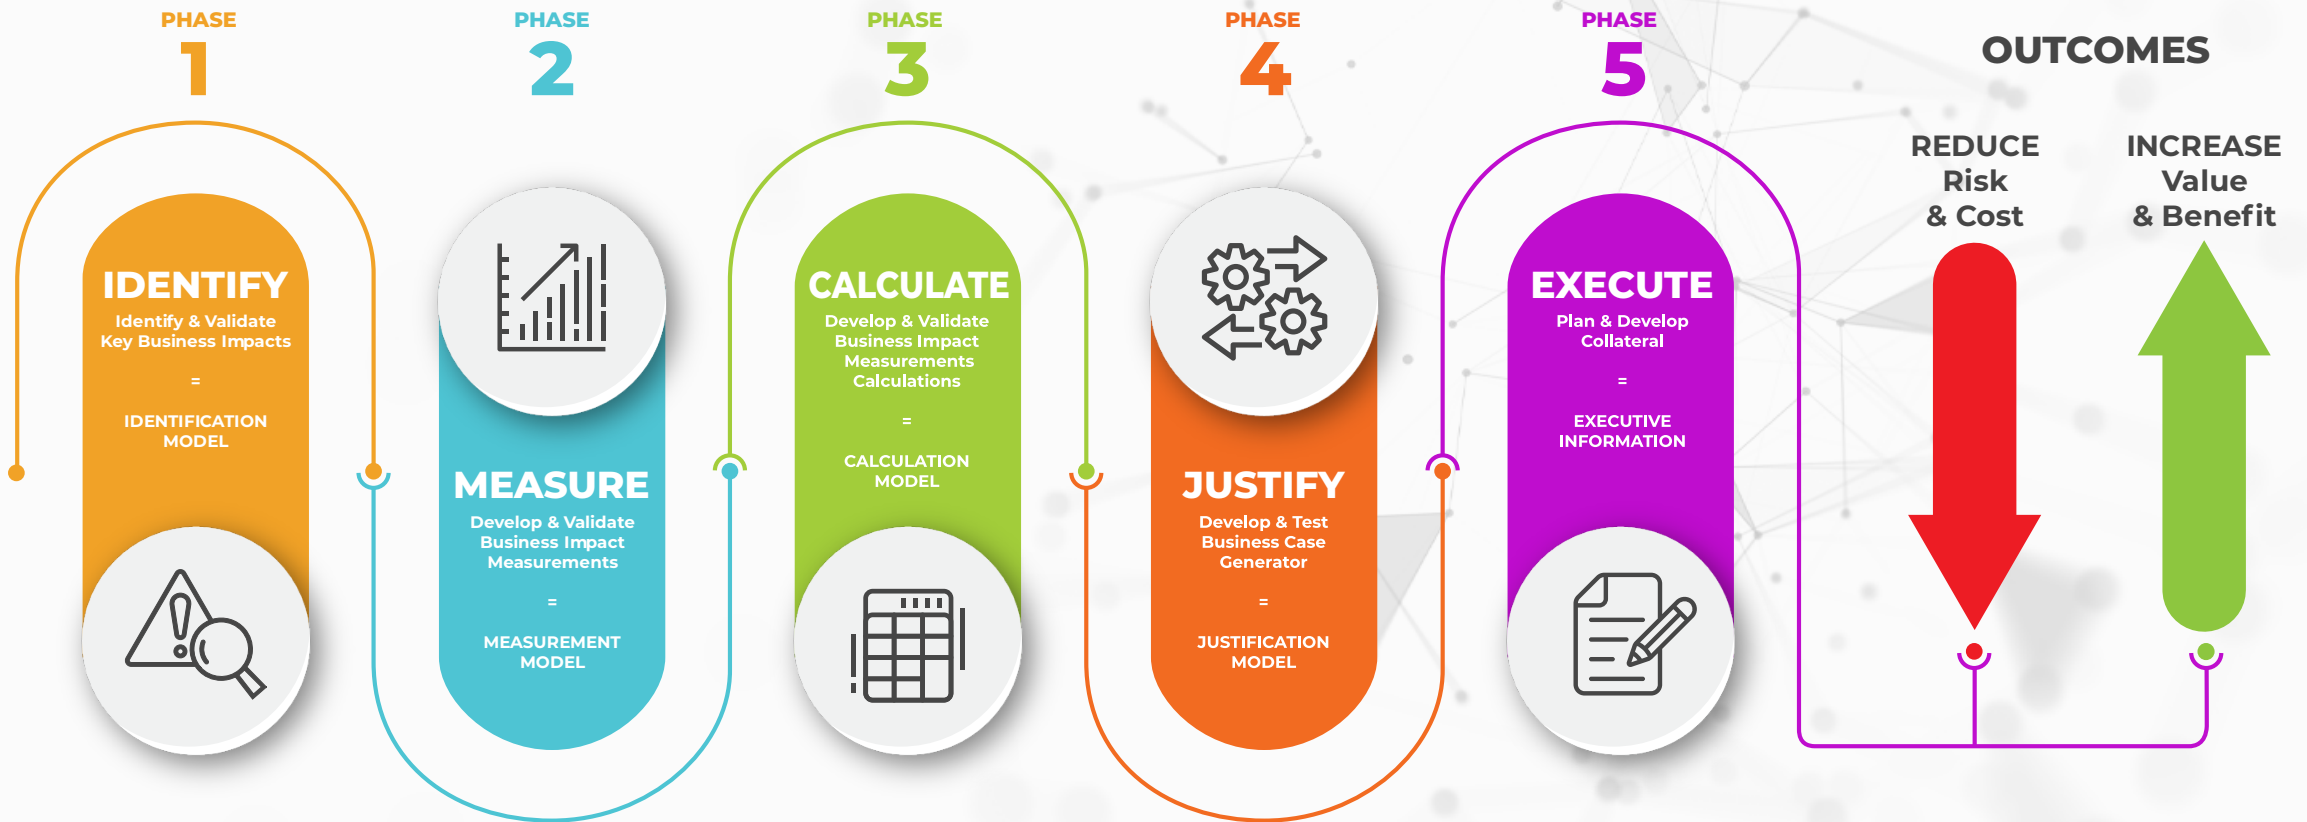 PHASE
1
IDENTIFY
Identify & Validate
Key Business Impacts
=
IDENTIFICATION
MODEL
PHASE
2
MEASURE
Develop & Validate
Business Impact
Measurements
=
MEASUREMENT
MODEL
PHASE
3
CALCULATE
Develop & Validate
Business Impact
Measurements
Calculations
=
CALCULATION
MODEL
PHASE
4
JUSTIFY
Develop & Test
Business Case
Generator
=
JUSTIFICATION
MODEL
PHASE
5
EXECUTE
Plan & Develop
Collateral
=
EXECUTIVE
INFORMATION
OUTCOMES
REDUCE
Risk
& Cost
INCREASE
Value
& Benefit